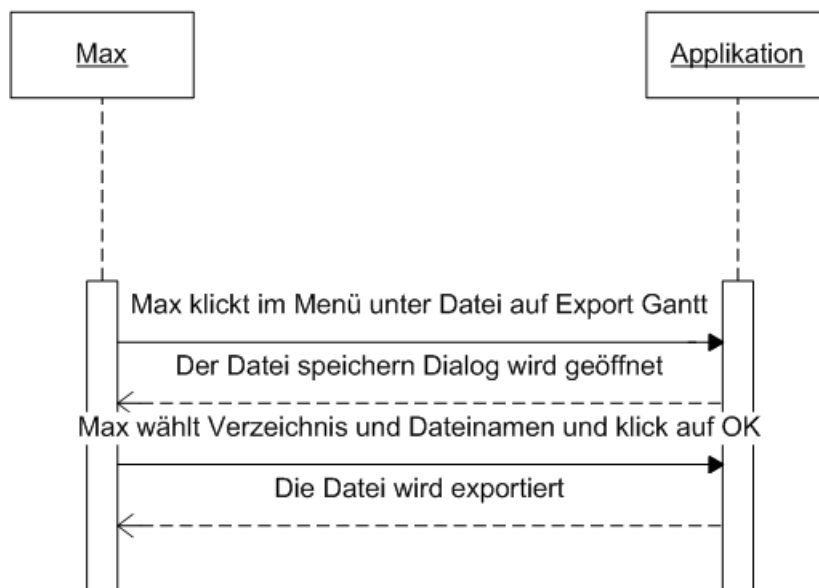 Max
Applikation
Max klickt im Menü unter Datei auf Export Gantt
Der Datei speichern Dialog wird geöffnet
Max wählt Verzeichnis und Dateinamen und klick auf OK
Die Datei wird exportiert